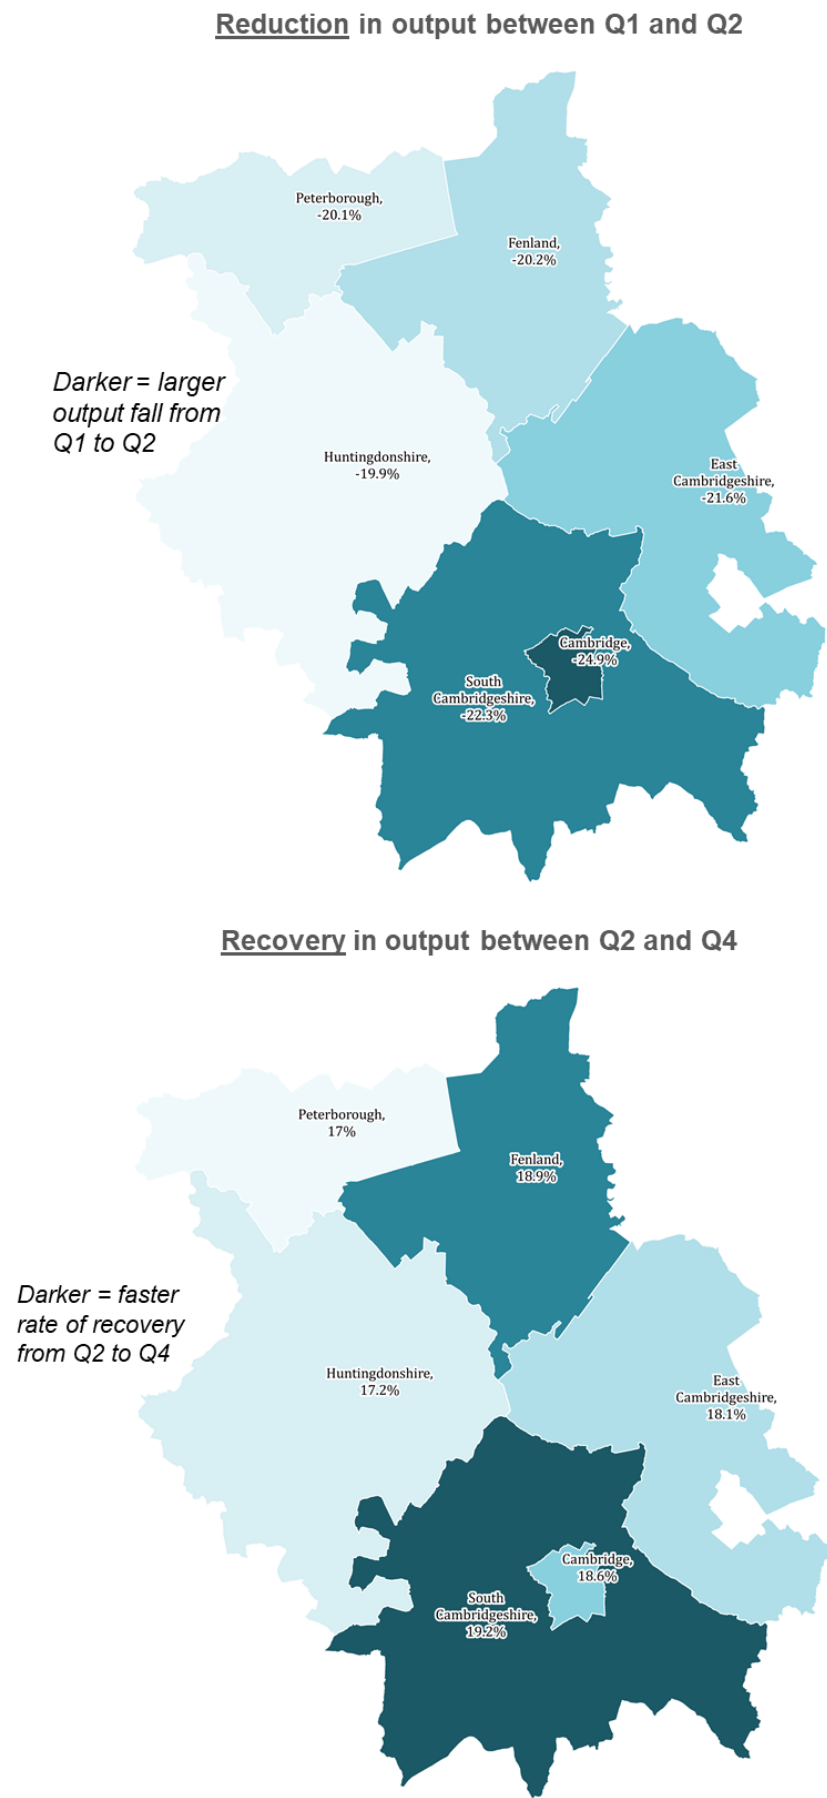 Reduction in output between Q1 and Q2
Peterborough,
-20.1%
Fenland,
-20.2%
Darker = larger
output fall from
Q1 to Q2
Huntingdonshire,
-19.9%
East
Cambridgeshire,
-21.6%
Cambridge,
-24.9%
South
Cambridgeshire,
-22.3%
Recovery in output between Q2 and Q4
Peterborough,
17%
Fenland,
18.9%
Darker = faster
rate of recovery
from Q2 to Q4
Huntingdonshire,
17.2%
East
Cambridgeshire,
18.1%
Cambridge,
18.6%
South
Cambridgeshire,
19.2%